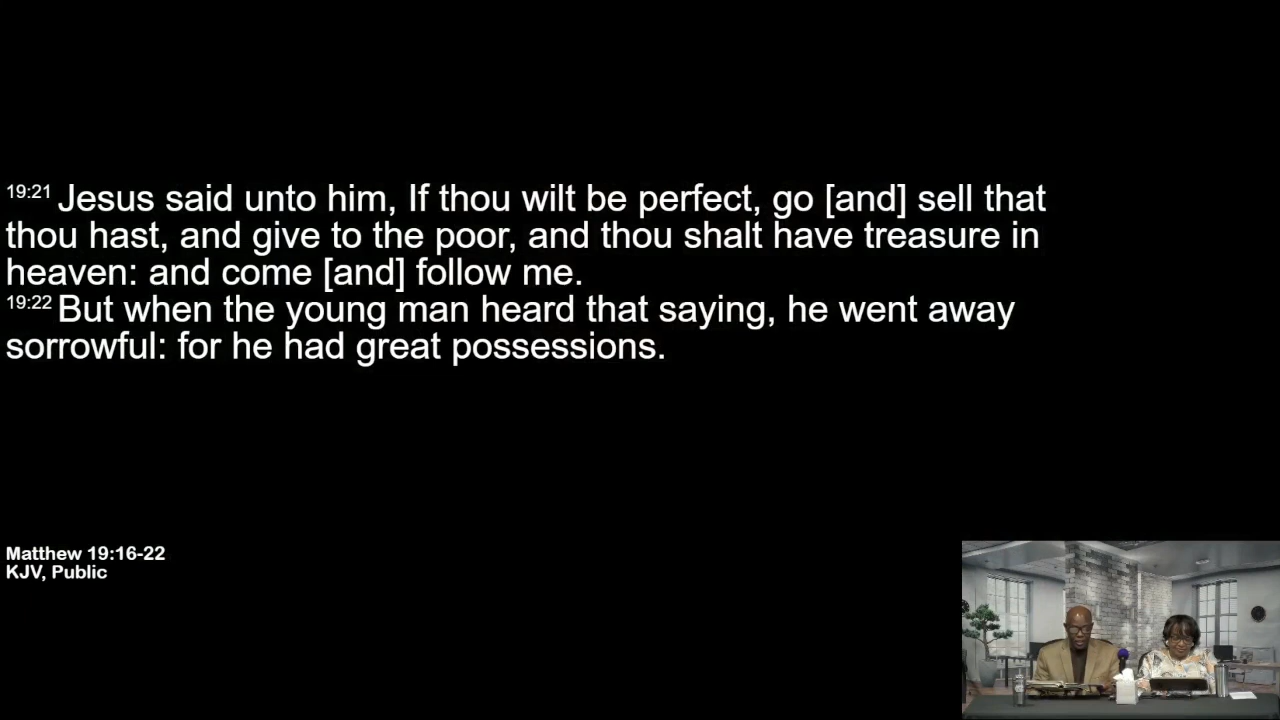 19:21 Jesus said unto him, If thou wilt be perfect, go [and] sell that
thou hast, and give to the poor, and thou shalt have treasure in
heaven: and come [and] follow me.
19:22 But when the young man heard that saying, he went away
sorrowful: for he had great possessions.
Matthew 19:16-22
KJV, Public